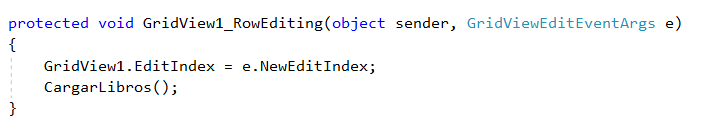 protected void GridView1_RowEditing(object sender, GridViewEditEventArgs e)
{
    GridView1.EditIndex = e.NewEditIndex;
    CargarLibros();
}